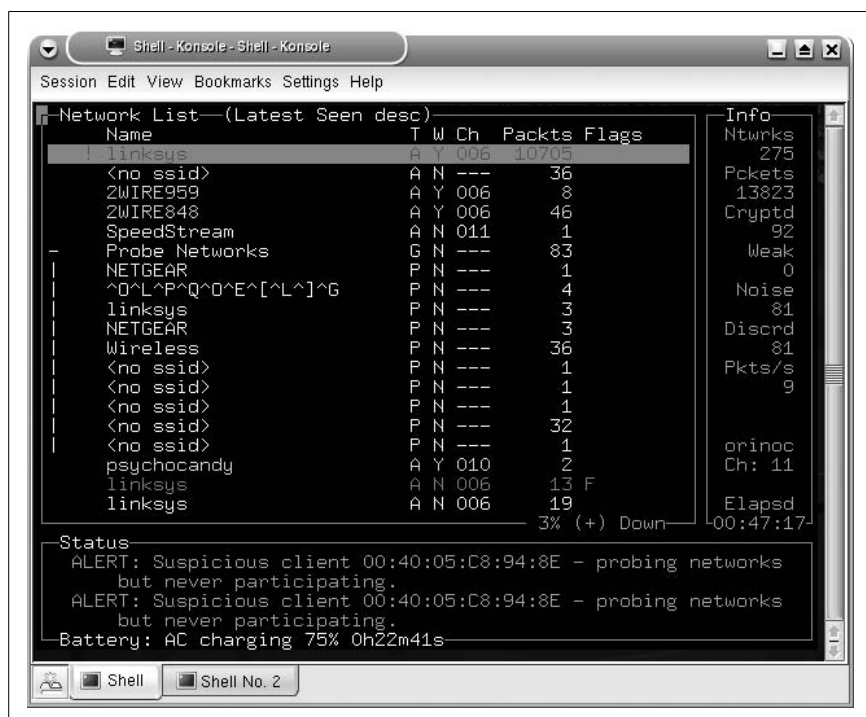 Shell - Konsole - Shell - Konsole
Session Edit View Bookmarks Settings Help
Network List—(Latest Seen desc)
Name T W Ch Packts Flags
! linksys A Y 006 10705
<no ssid> A N --- 36
2WIRE959 A Y 006 8
2WIRE848 A Y 006 46
SpeedStream A N 011 1
– Probe Networks G N --- 83
| NETGEAR P N --- 1
| ^O^L^P^Q^O^E^[^L^]^G P N --- 4
| linksys P N --- 3
| NETGEAR P N --- 3
| Wireless P N --- 36
| <no ssid> P N --- 1
| <no ssid> P N --- 1
| <no ssid> P N --- 1
| <no ssid> P N --- 32
| <no ssid> P N --- 1
psychocandy A Y 010 2
linksys A N 006 13 F
linksys A N 006 19
3% (+) Down
Info
Ntwrks
275
Pckets
13823
Cryptd
92
Weak
0
Noise
81
Discrd
81
Pkts/s
9
orinoc
Ch: 11
Elapsd
00:47:17
Status
ALERT: Suspicious client 00:40:05:C8:94:8E – probing networks
but never participating.
ALERT: Suspicious client 00:40:05:C8:94:8E – probing networks
but never participating.
Battery: AC charging 75% 0h22m41s
Shell Shell No. 2